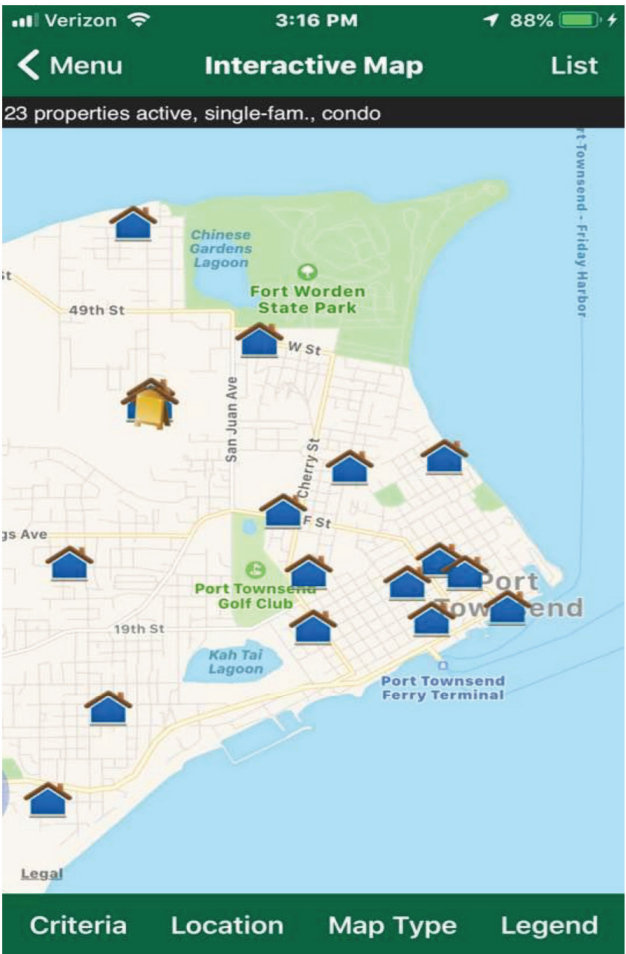 Verizon 3:16 PM 88%
Menu Interactive Map List
23 properties active, single-fam., condo
rt Townsend - Friday Harbor
Chinese
Gardens
Lagoon
Fort Worden
State Park
st
49th St
W St
San Juan Ave
Cherry St
F St
gs Ave
Port Townsend
Golf Club
Port
Townsend
19th St
Kah Tai
Lagoon
Port Townsend
Ferry Terminal
Legal
Criteria Location Map Type Legend